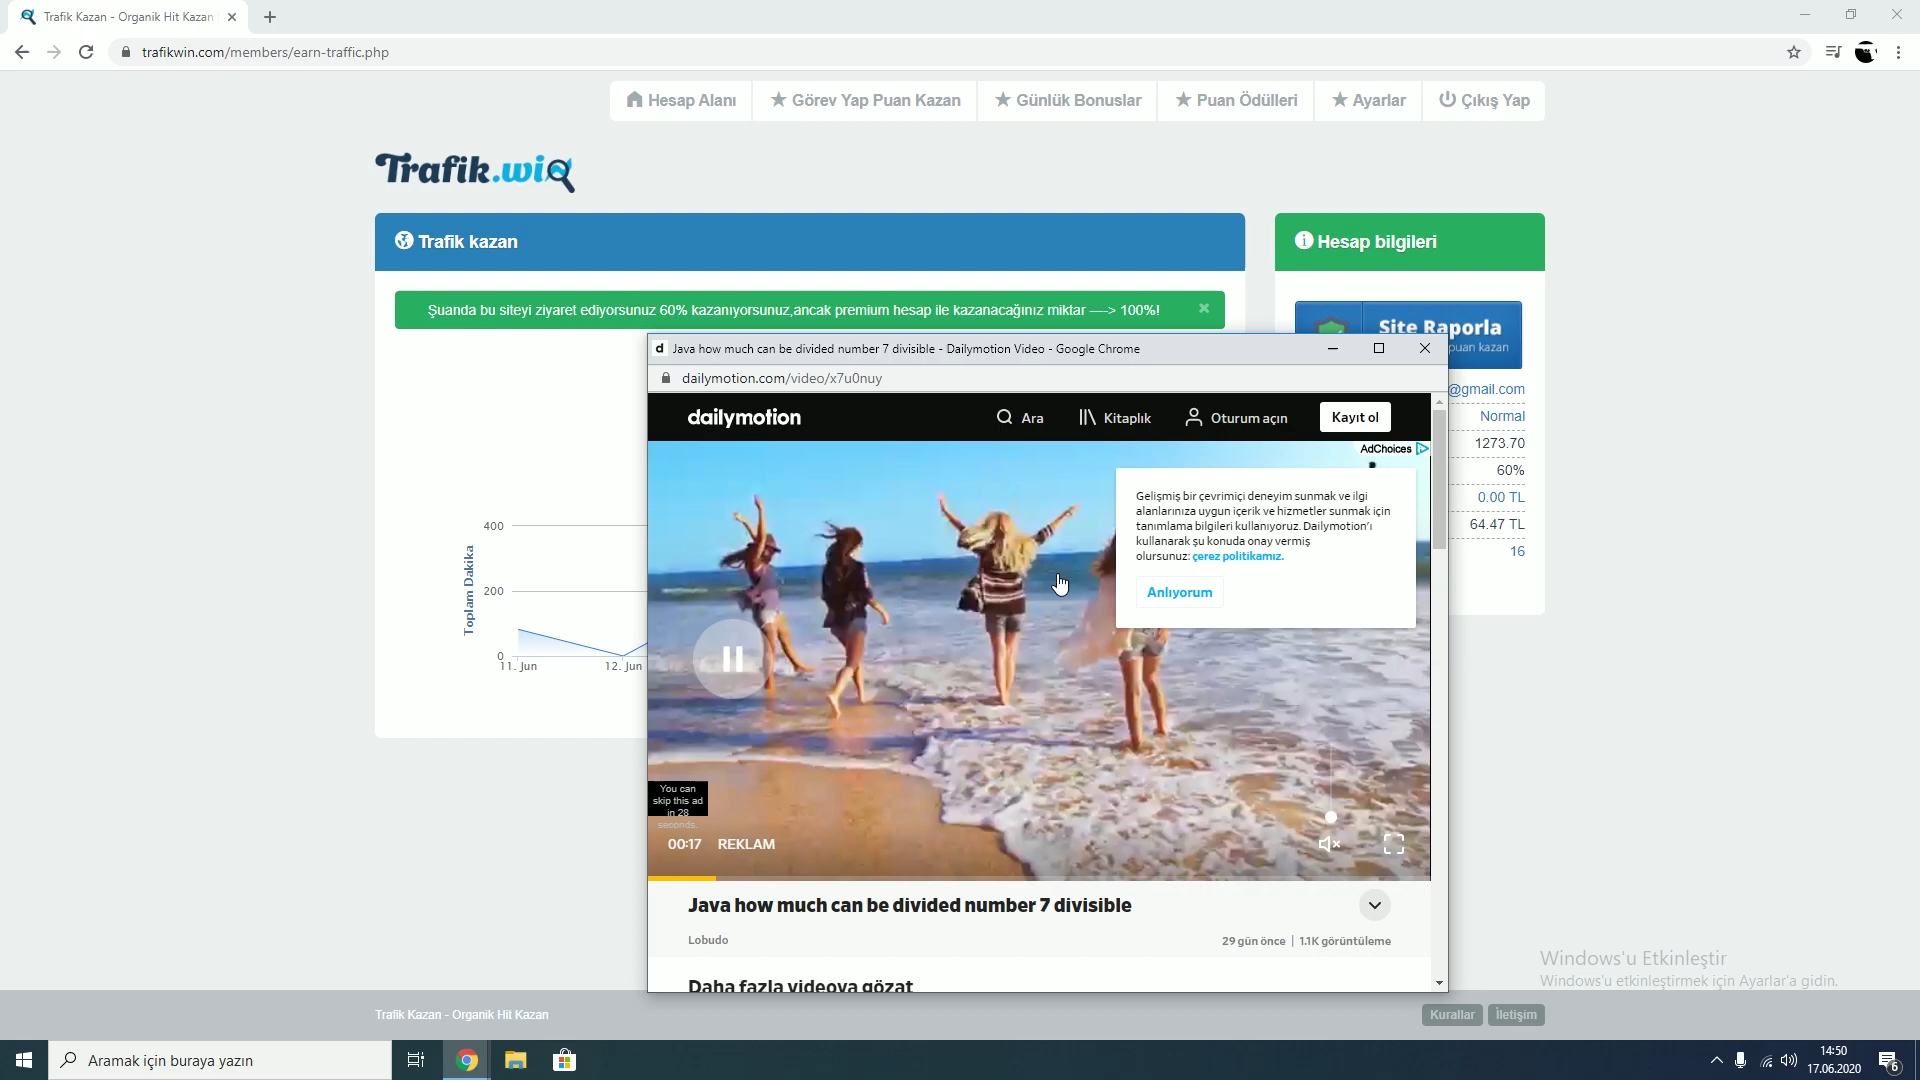 Trafik Kazan - Organik Hit Kazan
trafikwin.com/members/earn-traffic.php
Hesap Alanı
Görev Yap Puan Kazan
Günlük Bonuslar
Puan Ödülleri
Ayarlar
Çıkış Yap
Trafik.win
Trafik kazan
Hesap bilgileri
Şuanda bu siteyi ziyaret ediyorsunuz 60% kazanıyorsunuz,ancak premium hesap ile kazanacağınız miktar ----> 100%!
Site Raporla
puan kazan
@gmail.com
Normal
1273.70
60%
0.00 TL
64.47 TL
16
Toplam Dakika
400
200
0
11. Jun
12. Jun
Java how much can be divided number 7 divisible - Dailymotion Video - Google Chrome
dailymotion.com/video/x7u0nuy
dailymotion
Ara
Kitaplık
Oturum açın
Kayıt ol
AdChoices
Gelişmiş bir çevrimiçi deneyim sunmak ve ilgi
alanlarınıza uygun içerik ve hizmetler sunmak için
tanımlama bilgileri kullanıyoruz. Dailymotion'ı
kullanarak şu konuda onay vermiş
olursunuz: çerez politikamız.
Anlıyorum
You can
skip this ad
in 28
seconds.
00:17 REKLAM
Java how much can be divided number 7 divisible
Lobudo
29 gün önce | 1.1K görüntüleme
Daha fazla videoya gözat
Windows'u Etkinleştir
Windows'u etkinleştirmek için Ayarlar'a gidin.
Trafik Kazan - Organik Hit Kazan
Kurallar
İletişim
Aramak için buraya yazın
14:50
17.06.2020
6